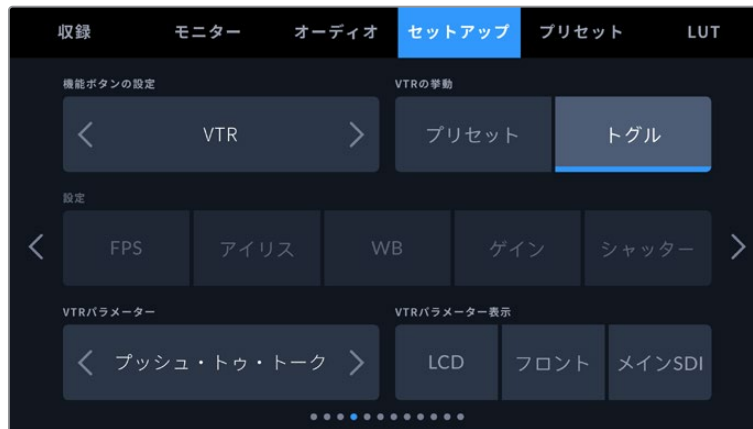 収録 モニター オーディオ セットアップ プリセット LUT
機能ボタンの設定 VTRの挙動
VTR プリセット トグル
設定
FPS アイリス WB ゲイン シャッター
VTRパラメーター VTRパラメーター表示
プッシュ・トゥ・トーク LCD フロント メインSDI